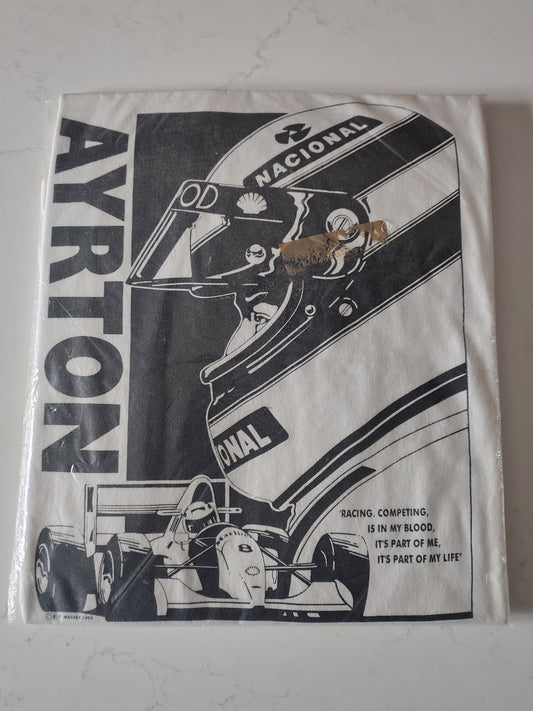 AYRTON
NACIONAL
ONAL
8
'RACING, COMPETING,
IS IN MY BLOOD,
IT'S PART OF ME,
IT'S PART OF MY LIFE'